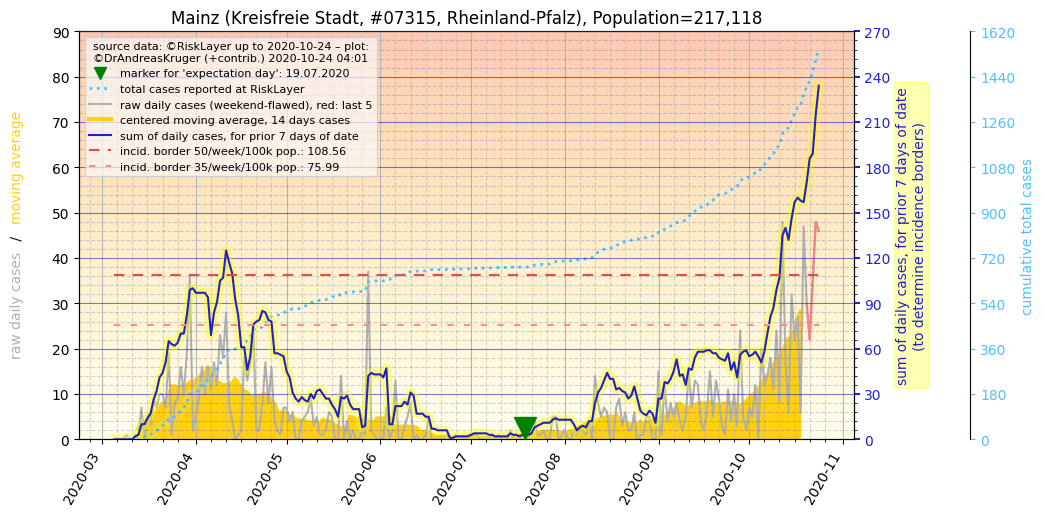 Mainz (Kreisfreie Stadt, #07315, Rheinland-Pfalz), Population=217,118
source data: ©RiskLayer up to 2020-10-24 – plot:
©DrAndreasKruger (+contrib.) 2020-10-24 04:01
marker for 'expectation day': 19.07.2020
total cases reported at RiskLayer
raw daily cases (weekend-flawed), red: last 5
centered moving average, 14 days cases
sum of daily cases, for prior 7 days of date
incid. border 50/week/100k pop.: 108.56
incid. border 35/week/100k pop.: 75.99
raw daily cases / moving average
90
80
70
60
50
40
30
20
10
0
2020-03
2020-04
2020-05
2020-06
2020-07
2020-08
2020-09
2020-10
2020-11
270
240
210
180
150
120
90
60
30
0
sum of daily cases, for prior 7 days of date
(to determine incidence borders)
1620
1440
1260
1080
900
720
540
360
180
0
cumulative total cases